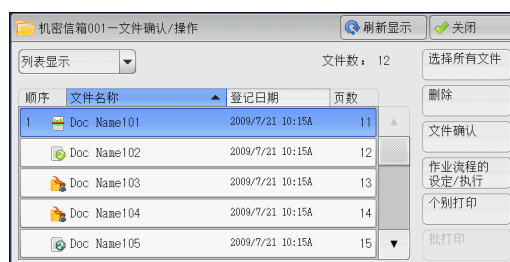 机密信箱001－文件确认/操作
刷新显示
关闭
列表显示
文件数： 12
选择所有文件
顺序 文件名称 登记日期 页数
删除
1 Doc Name101 2009/7/21 10:15A 11
文件确认
Doc Name102 2009/7/21 10:15A 12
作业流程的
设定/执行
Doc Name103 2009/7/21 10:15A 13
个别打印
Doc Name104 2009/7/21 10:15A 14
批打印
Doc Name105 2009/7/21 10:15A 15